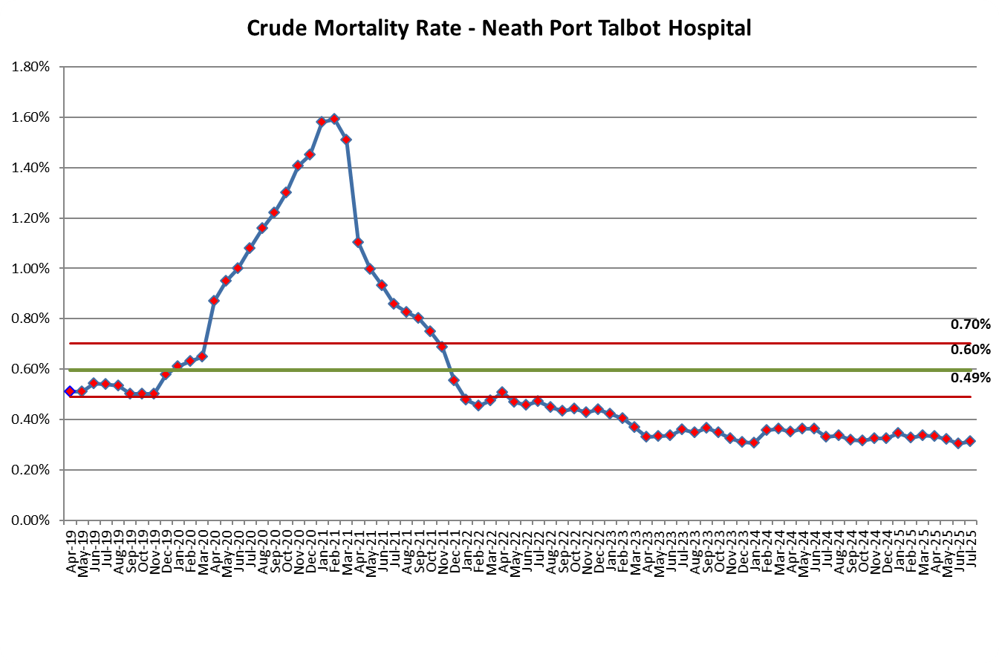 Crude Mortality Rate - Neath Port Talbot Hospital
1.80%
1.60%
1.40%
1.20%
1.00%
0.80%
0.70%
0.60%
0.60%
0.49%
0.40%
0.20%
0.00%
Apr-19
May-19
Jun-19
Jul-19
Aug-19
Sep-19
Oct-19
Nov-19
Dec-19
Jan-20
Feb-20
Mar-20
Apr-20
May-20
Jun-20
Jul-20
Aug-20
Sep-20
Oct-20
Nov-20
Dec-20
Jan-21
Feb-21
Mar-21
Apr-21
May-21
Jun-21
Jul-21
Aug-21
Sep-21
Oct-21
Nov-21
Dec-21
Jan-22
Feb-22
Mar-22
Apr-22
May-22
Jun-22
Jul-22
Aug-22
Sep-22
Oct-22
Nov-22
Dec-22
Jan-23
Feb-23
Mar-23
Apr-23
May-23
Jun-23
Jul-23
Aug-23
Sep-23
Oct-23
Nov-23
Dec-23
Jan-24
Feb-24
Mar-24
Apr-24
May-24
Jun-24
Jul-24
Aug-24
Sep-24
Oct-24
Nov-24
Dec-24
Jan-25
Feb-25
Mar-25
Apr-25
May-25
Jun-25
Jul-25